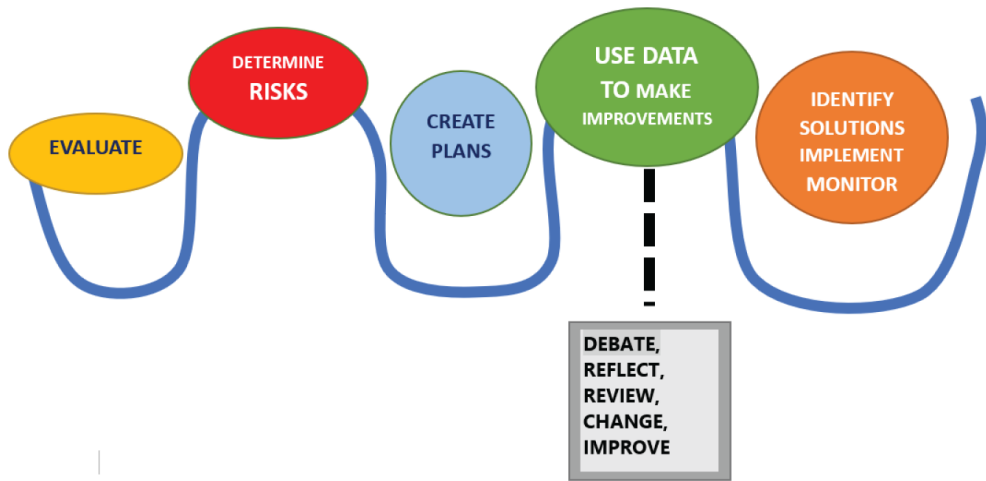 EVALUATE
DETERMINE
RISKS
CREATE
PLANS
USE DATA
TO MAKE
IMPROVEMENTS
IDENTIFY
SOLUTIONS
IMPLEMENT
MONITOR
DEBATE,
REFLECT,
REVIEW,
CHANGE,
IMPROVE